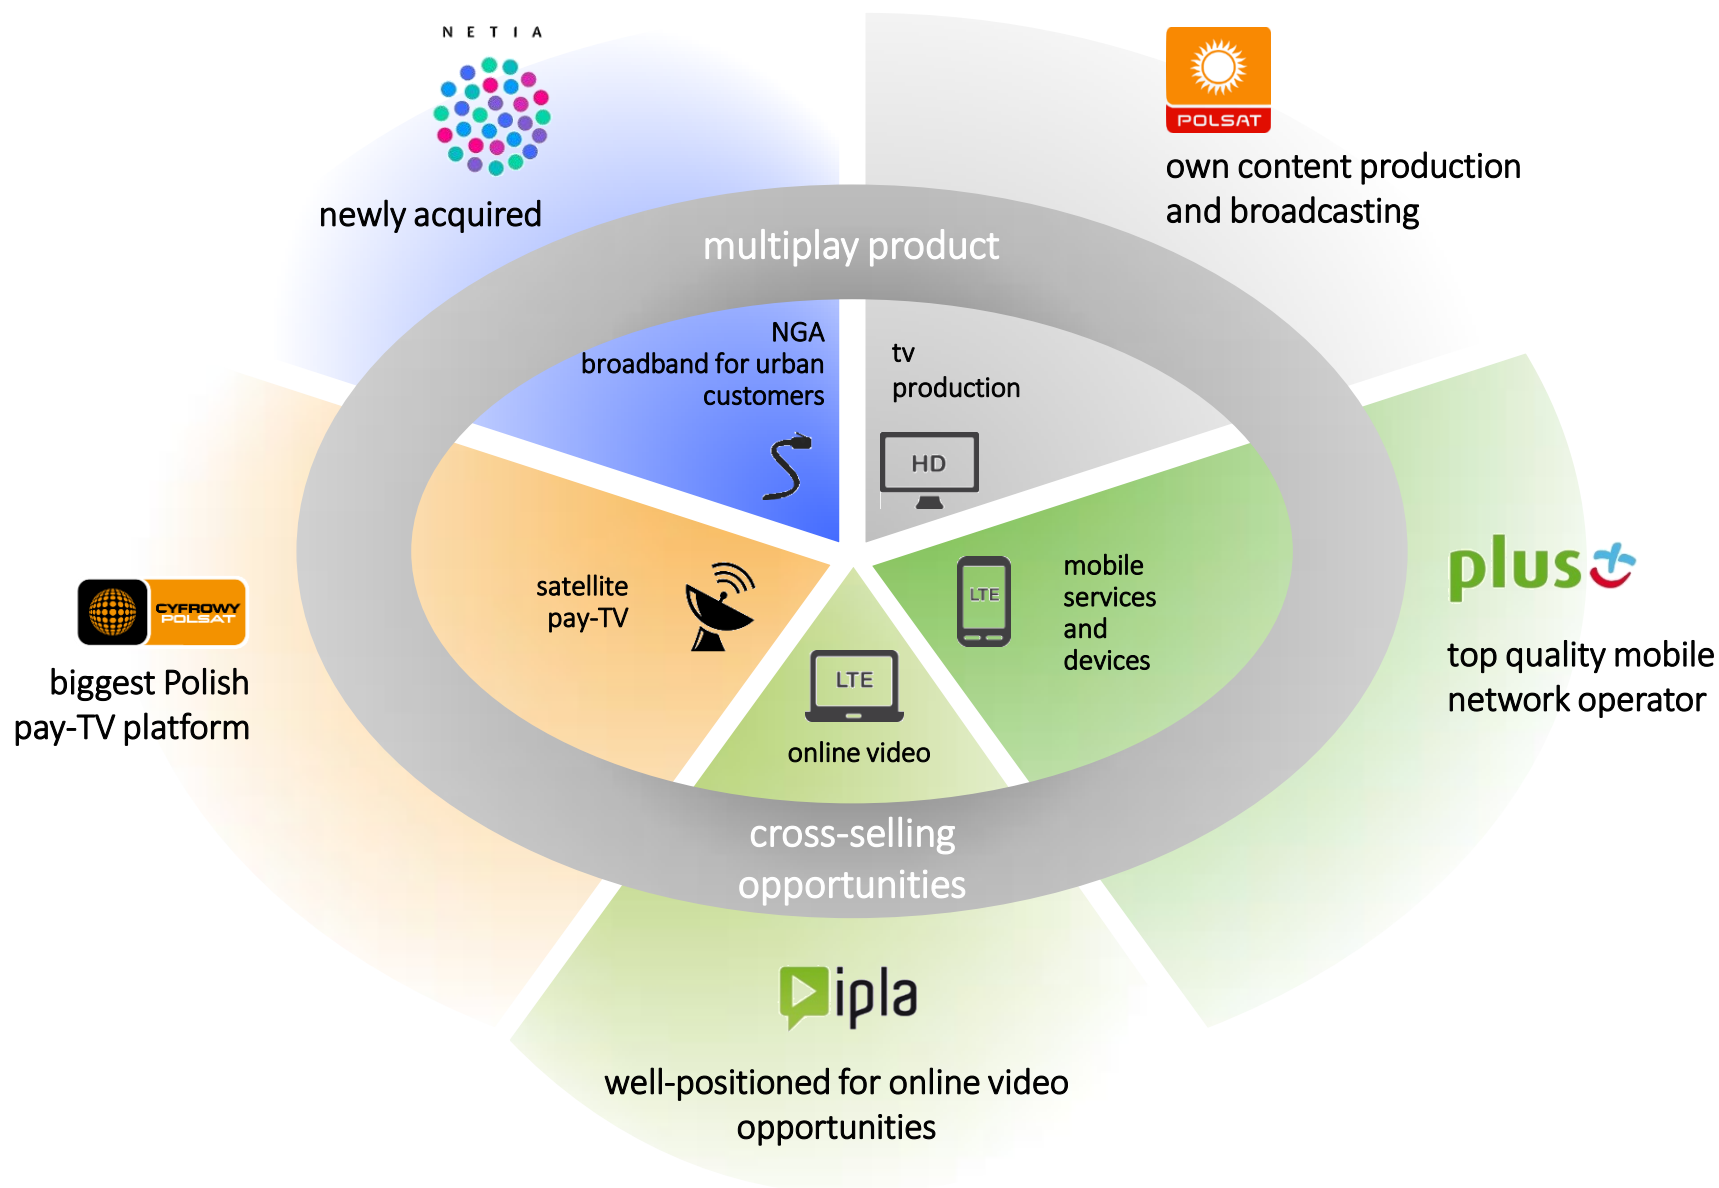 NETIA
newly acquired
POLSAT
own content production
and broadcasting
multiplay product
NGA
broadband for urban
customers
tv
production
HD
satellite
pay-TV
LTE
mobile
services
and
devices
LTE
online video
CYFROWY
POLSAT
biggest Polish
pay-TV platform
plus
top quality mobile
network operator
cross-selling
opportunities
ipla
well-positioned for online video
opportunities